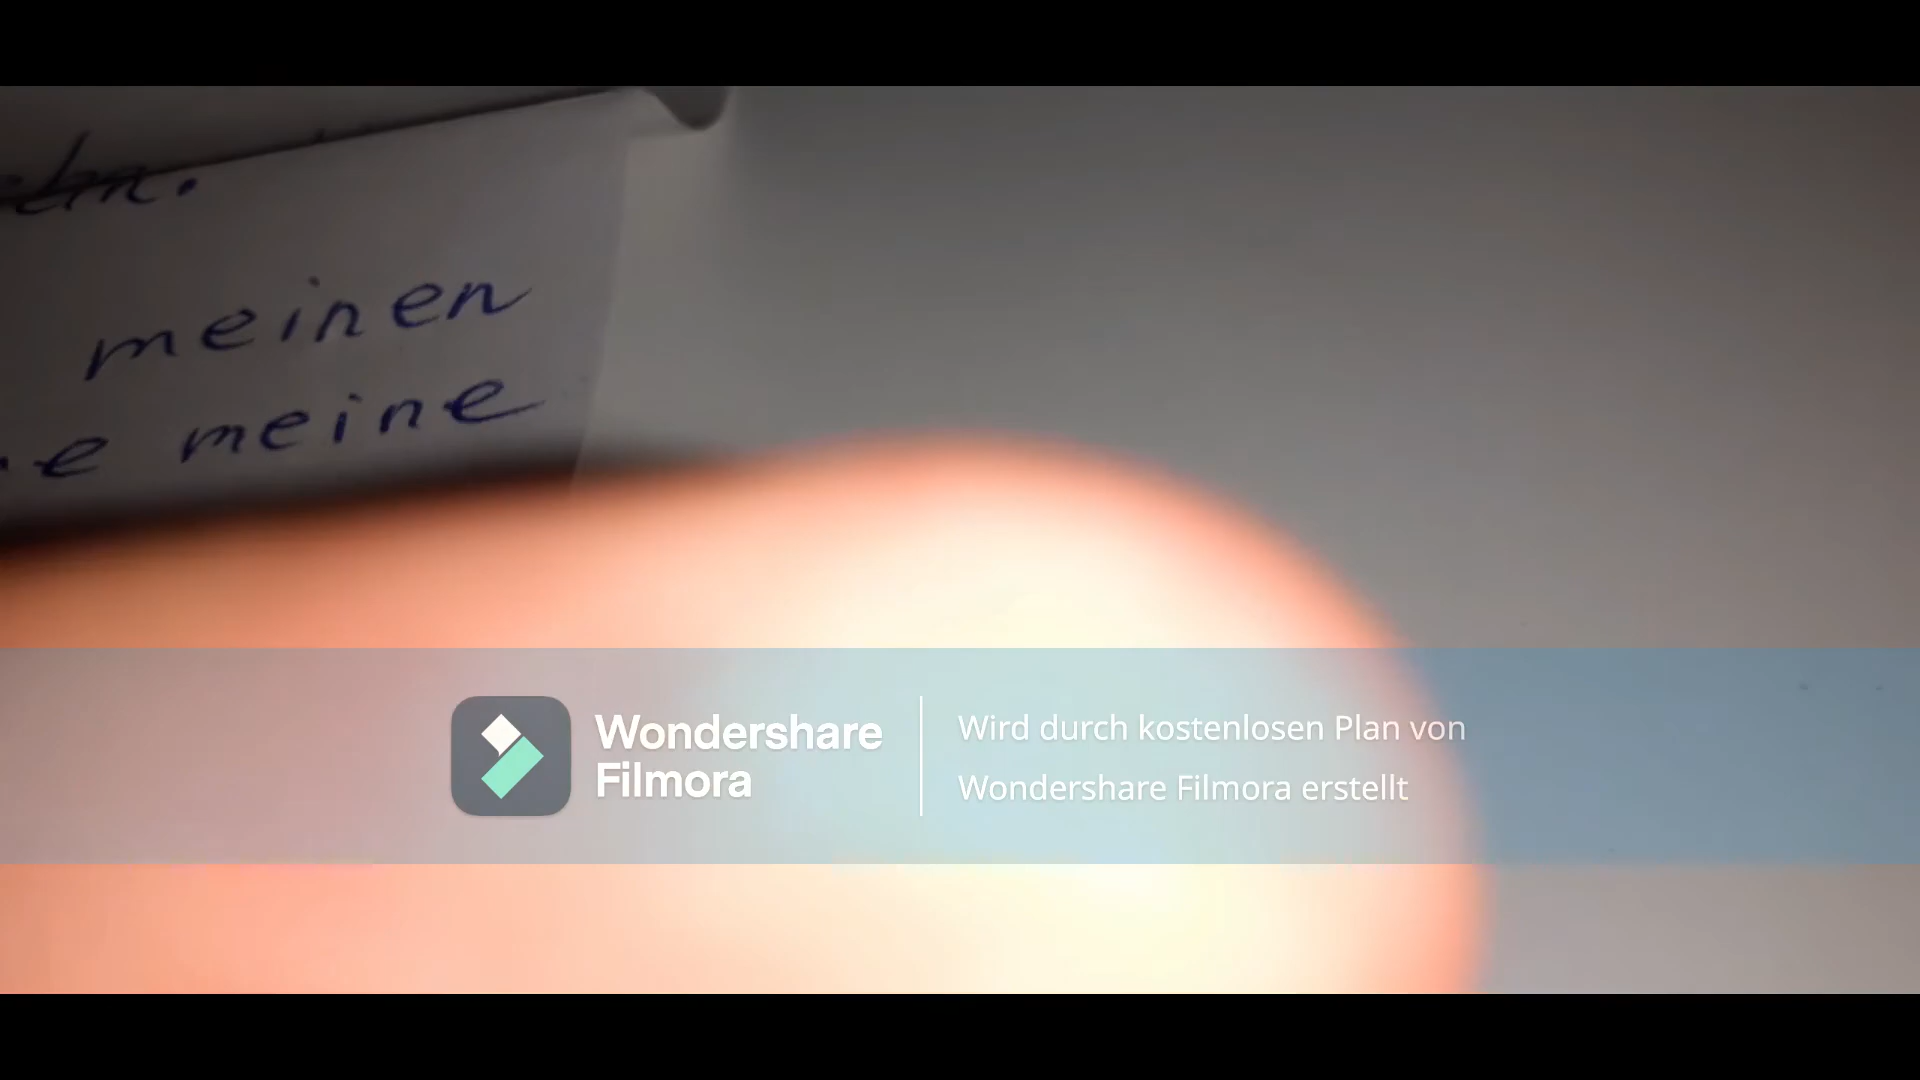 meinen
e meine
Wondershare
Filmora
Wird durch kostenlosen Plan von
Wondershare Filmora erstellt